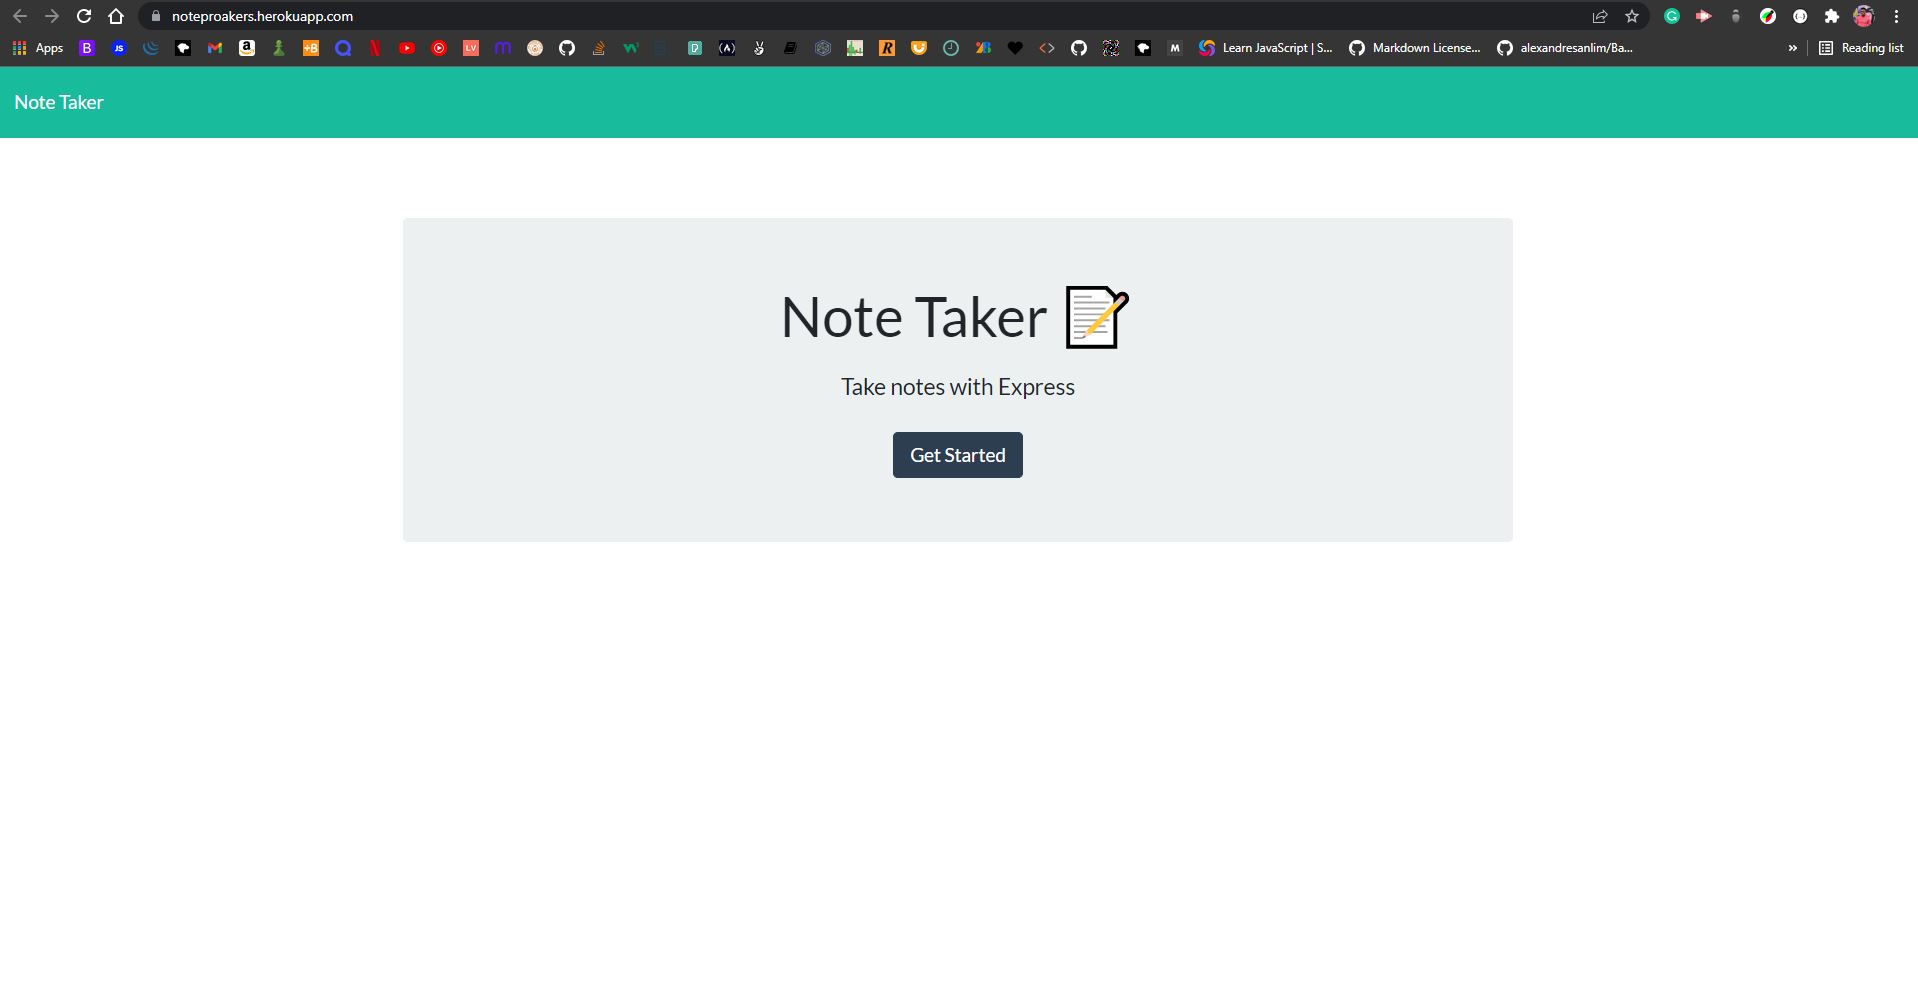 noteproakers.herokuapp.com
Apps
Learn JavaScript | S...
Markdown License...
alexandresanlim/Ba...
»
Reading list
Note Taker
Note Taker
Take notes with Express
Get Started